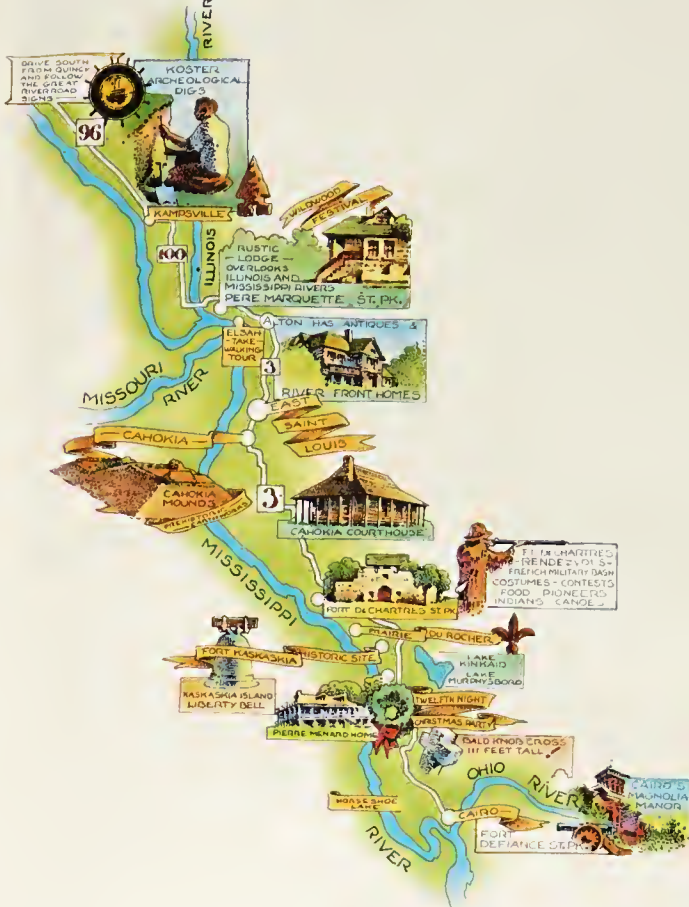 RIVER
DRIVE SOUTH
FROM QUINCY
AND FOLLOW
THE GREAT
RIVER ROAD
SIGNS
96
KOSTER
ARCHEOLOGICAL
DIGS
KAMPSVILLE
100
ILLINOIS
WILDWOOD
FESTIVAL
RUSTIC
- LODGE -
OVERLOOKS
ILLINOIS AND
MISSISSIPPI RIVERS
PERE MARQUETTE ST. PK.
ELSAH
-TAKE-
WALKING
TOUR
ALTON HAS ANTIQUES &
RIVER FRONT HOMES
3
MISSOURI
RIVER
EAST
SAINT
LOUIS
CAHOKIA
CAHOKIA
MOUNDS
PREHISTORIC
EARTHWORKS
3
CAHOKIA COURTHOUSE
MISSISSIPPI
FORT De CHARTRES ST. PK.
FT. De CHARTRES
-RENDEZVOUS-
FRENCH MILITARY BASH
COSTUMES - CONTESTS
FOOD PIONEERS
INDIANS CANOES
PRAIRIE DU ROCHER
FORT KASKASKIA HISTORIC SITE
LAKE
KINKAID
LAKE
MURPHYSBORO
KASKASKIA ISLAND
LIBERTY BELL
PIERRE MENARD HOME
TWELFTH NIGHT
CHRISTMAS PARTY
BALD KNOB CROSS
111 FEET TALL!
OHIO RIVER
HORSESHOE
LAKE
CAIRO
CAIRO'S
MAGNOLIA
MANOR
FORT
DEFIANCE ST. PK.
RIVER